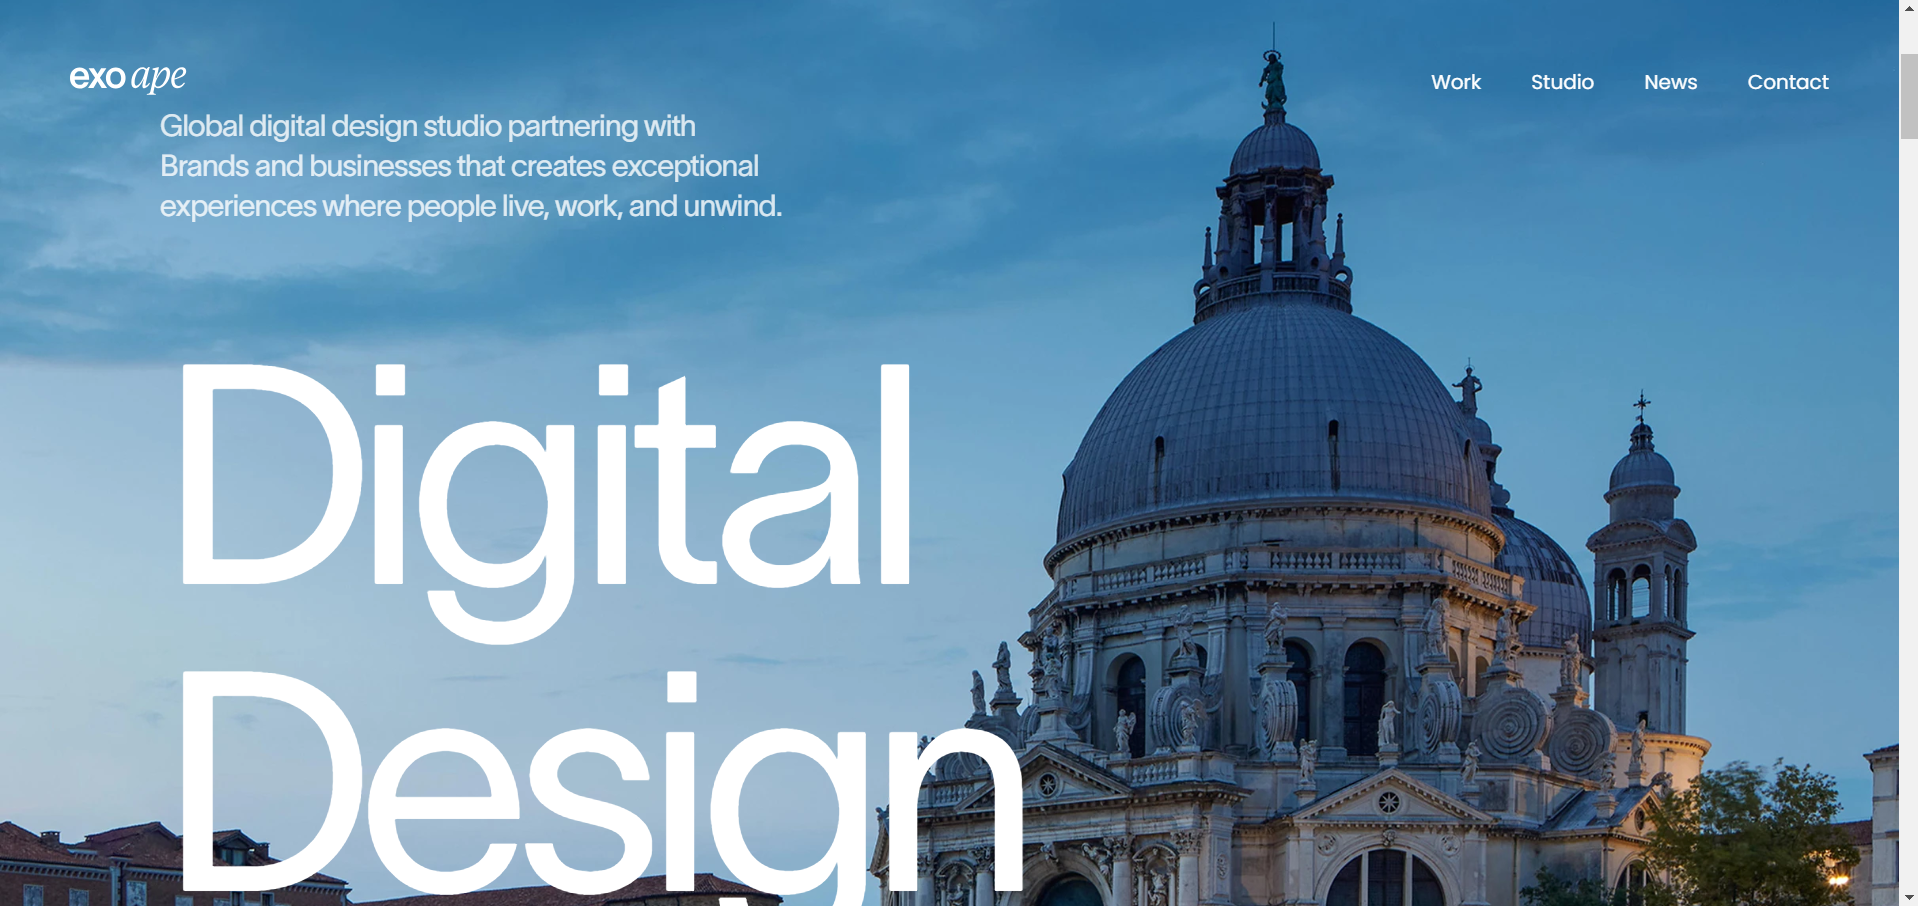 exo ape
Work Studio News Contact
Global digital design studio partnering with
Brands and businesses that creates exceptional
experiences where people live, work, and unwind.
Digital
Design